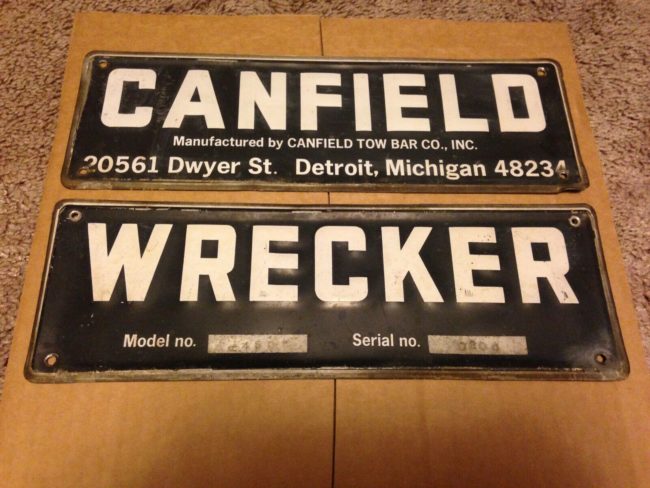 CANFIELD
Manufactured by CANFIELD TOW BAR CO., INC.
20561 Dwyer St. Detroit, Michigan 48234
WRECKER
Model no.
Serial no.